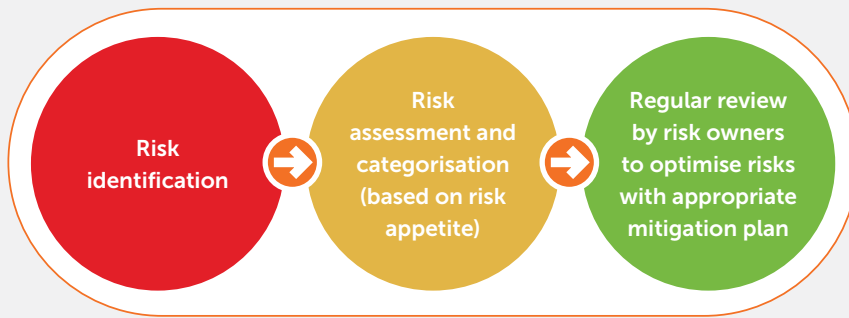 Risk
identification
Risk
assessment and
categorisation
(based on risk
appetite)
Regular review
by risk owners
to optimise risks
with appropriate
mitigation plan